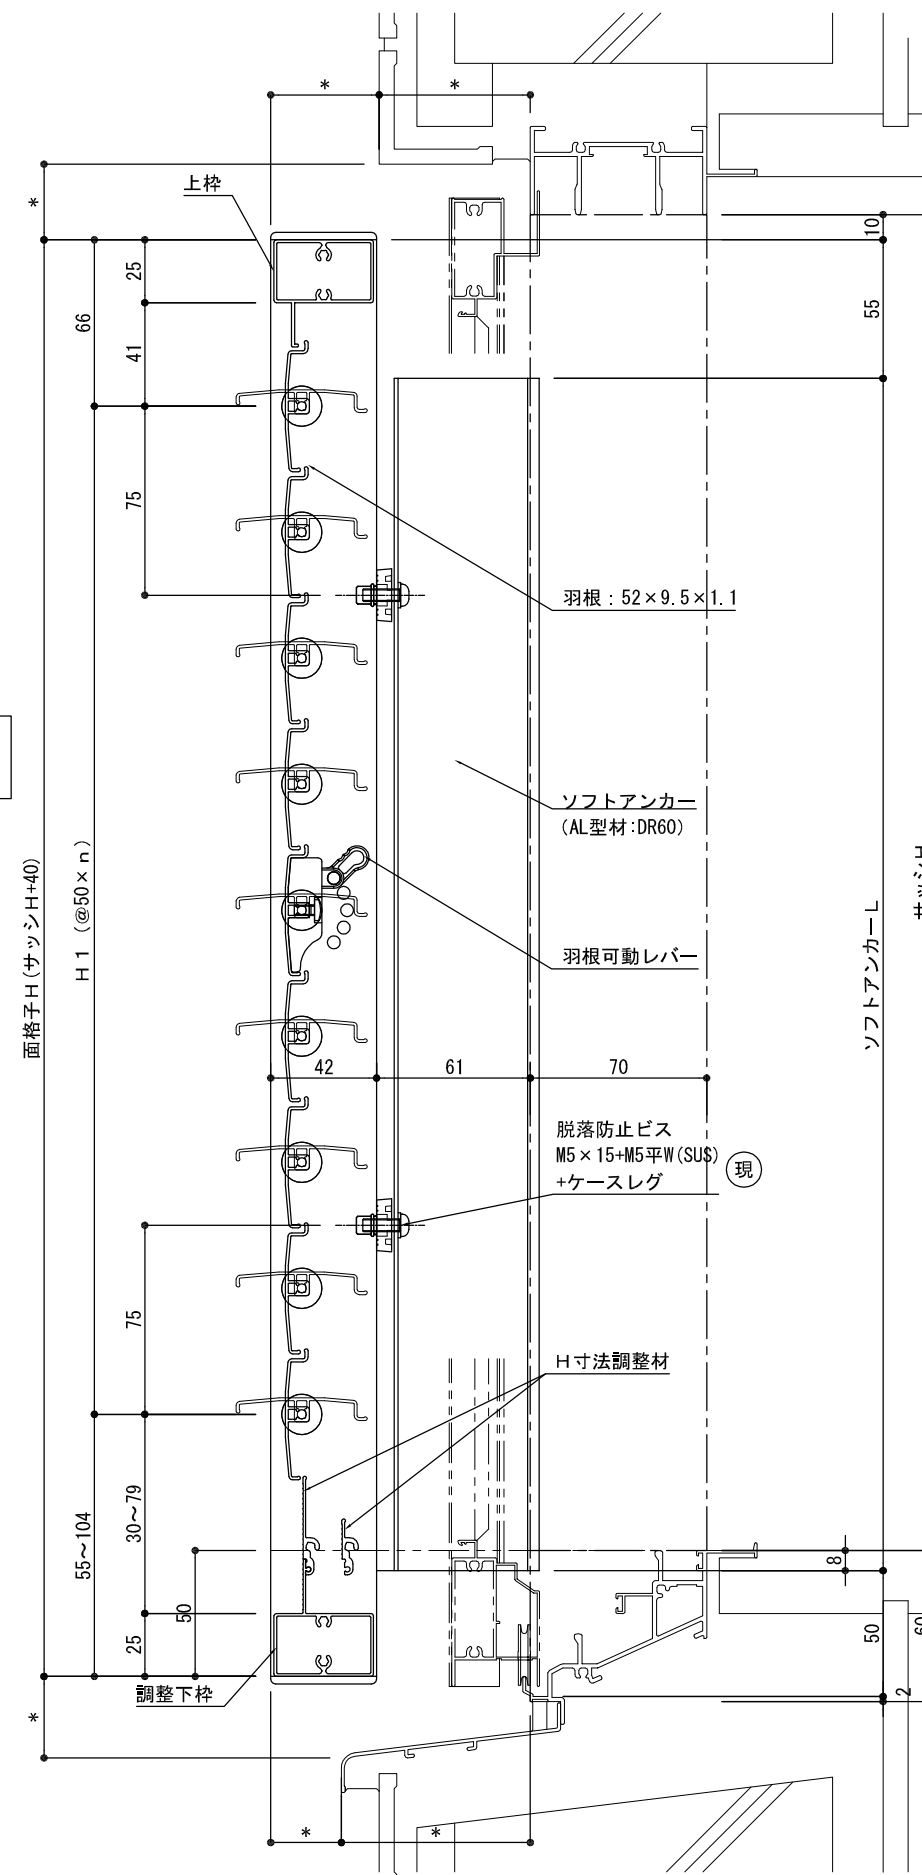 *
*
上枠
*
10
25
66
55
41
75
羽根：52×9.5×1.1
ソフトアンカー
(AL型材:DR60)
面格子H(サッシH+40)
H1 (@50×n)
ソフトアンカーL
サッシH
羽根可動レバー
42
61
70
脱落防止ビス
M5×15+M5平W(SUS)
+ケースレグ
現
75
H寸法調整材
30~79
55~104
8
50
25
50
60
2
調整下枠
*
*
*